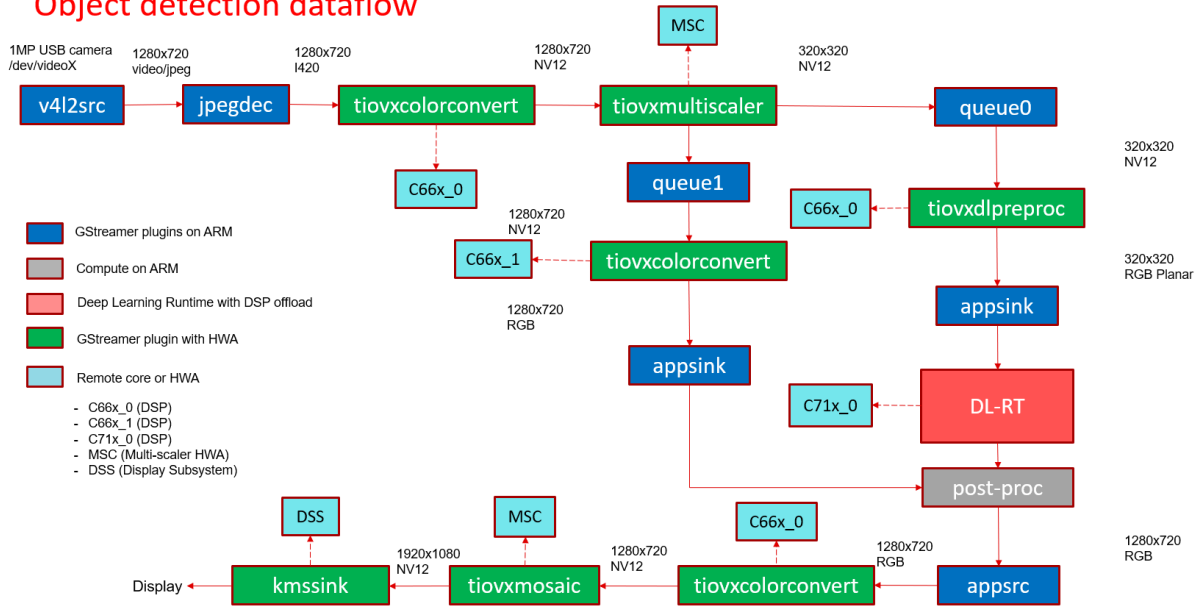 Object detection dataflow
1MP USB camera
/dev/videoX
1280x720
video/jpeg
1280x720
I420
1280x720
NV12
MSC
320x320
NV12
v4l2src
jpegdec
tiovxcolorconvert
tiovxmultiscaler
queue0
C66x_0
queue1
320x320
NV12
C66x_0
tiovxdlpreproc
1280x720
NV12
C66x_1
tiovxcolorconvert
320x320
RGB Planar
1280x720
RGB
appsink
appsink
GStreamer plugins on ARM
Compute on ARM
Deep Learning Runtime with DSP offload
GStreamer plugin with HWA
Remote core or HWA
- C66x_0 (DSP)
- C66x_1 (DSP)
- C71x_0 (DSP)
- MSC (Multi-scaler HWA)
- DSS (Display Subsystem)
C71x_0
DL-RT
post-proc
DSS
MSC
C66x_0
1280x720
RGB
1920x1080
NV12
1280x720
NV12
1280x720
RGB
Display
kmssink
tiovxmosaic
tiovxcolorconvert
appsrc